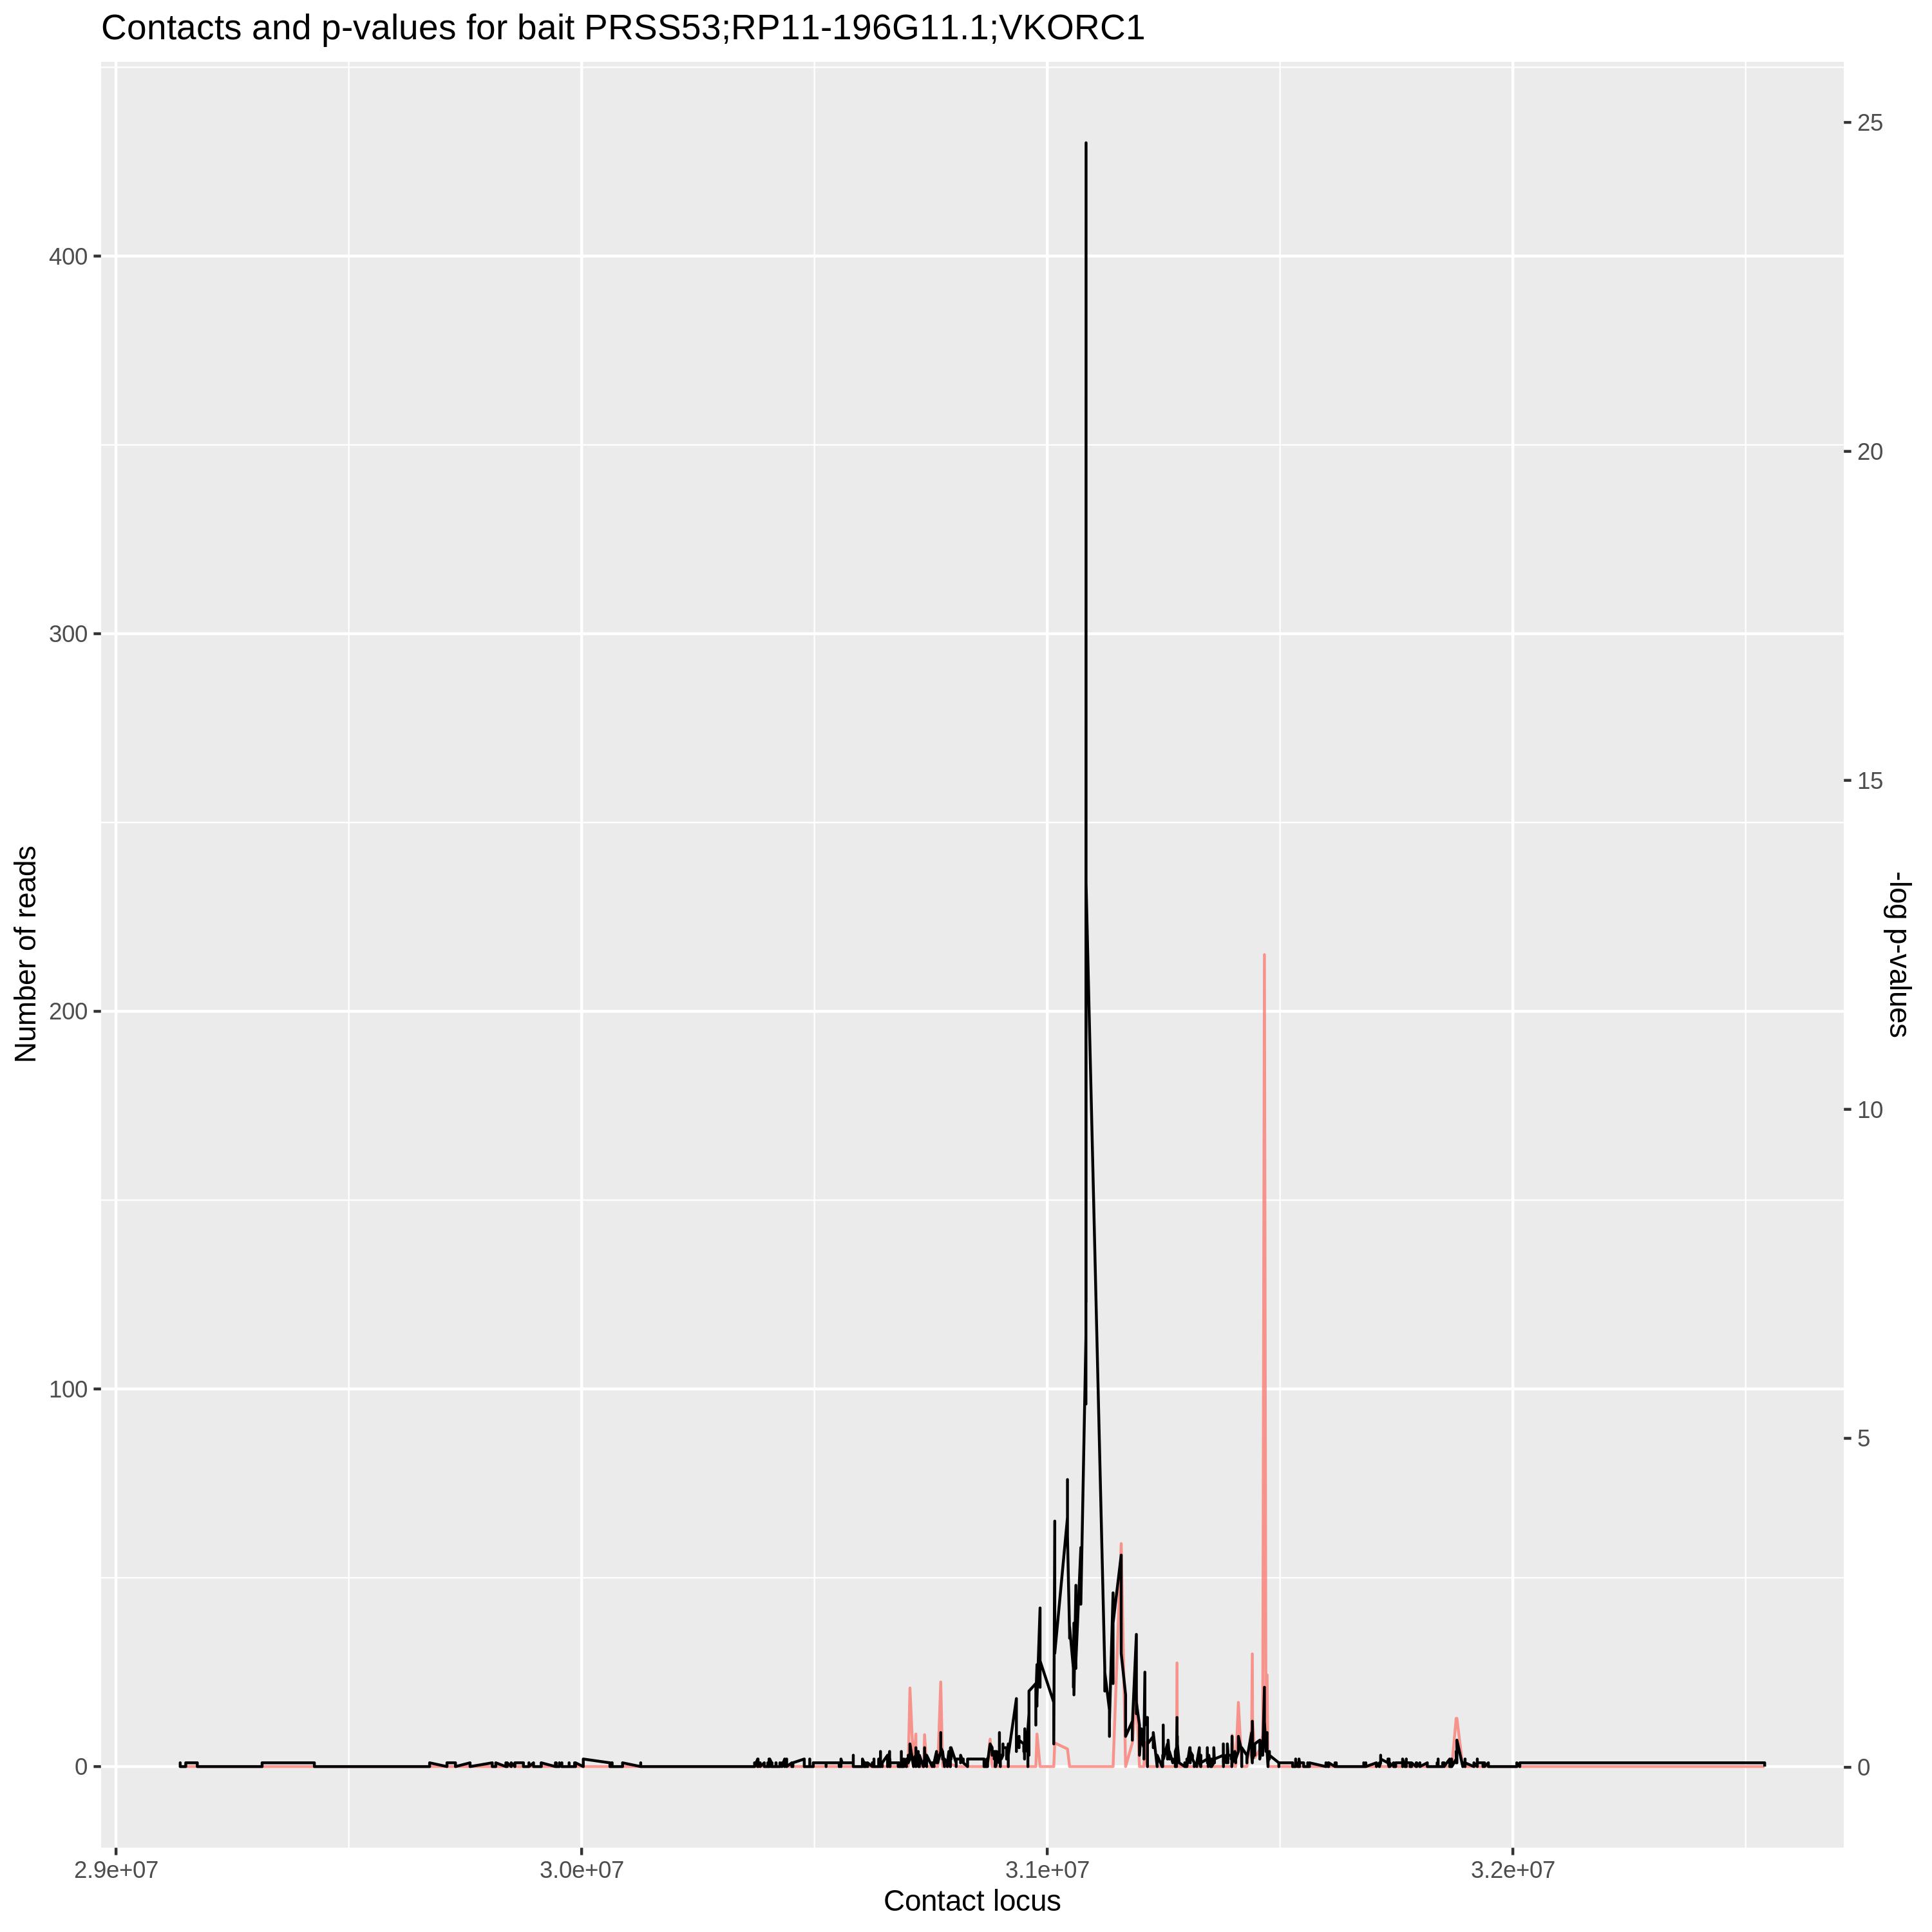 Contacts and p-values for bait PRSS53;RP11-196G11.1;VKORC1
Number of reads
400
300
200
100
0
25
20
15
10
5
0
-log p-values
2.9e+07
3.0e+07
3.1e+07
3.2e+07
Contact locus